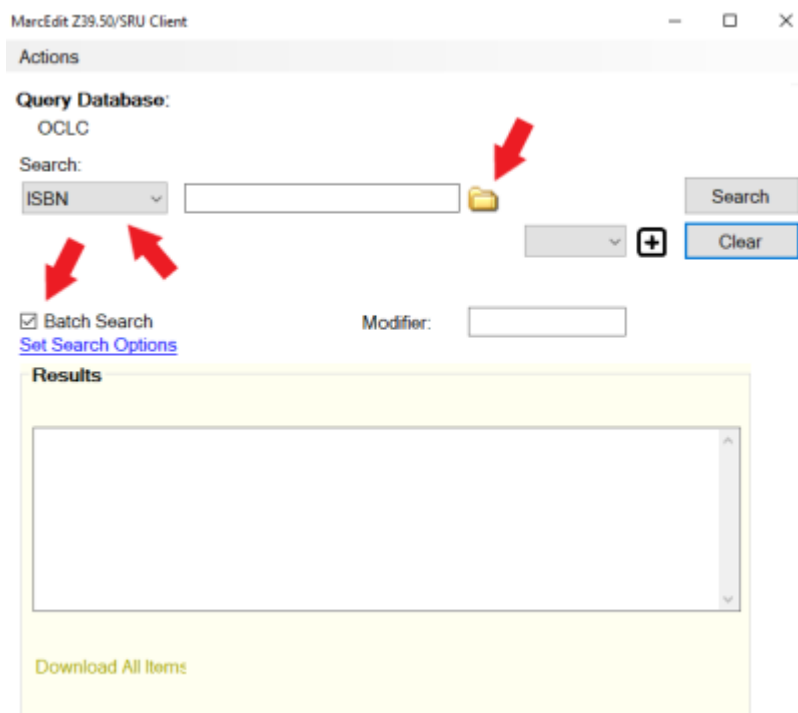 MarcEdit Z39.50/SRU Client
Actions
Query Database:
OCLC
Search:
ISBN
Search
Clear
Batch Search
Modifier:
Set Search Options
Results
Download All Items